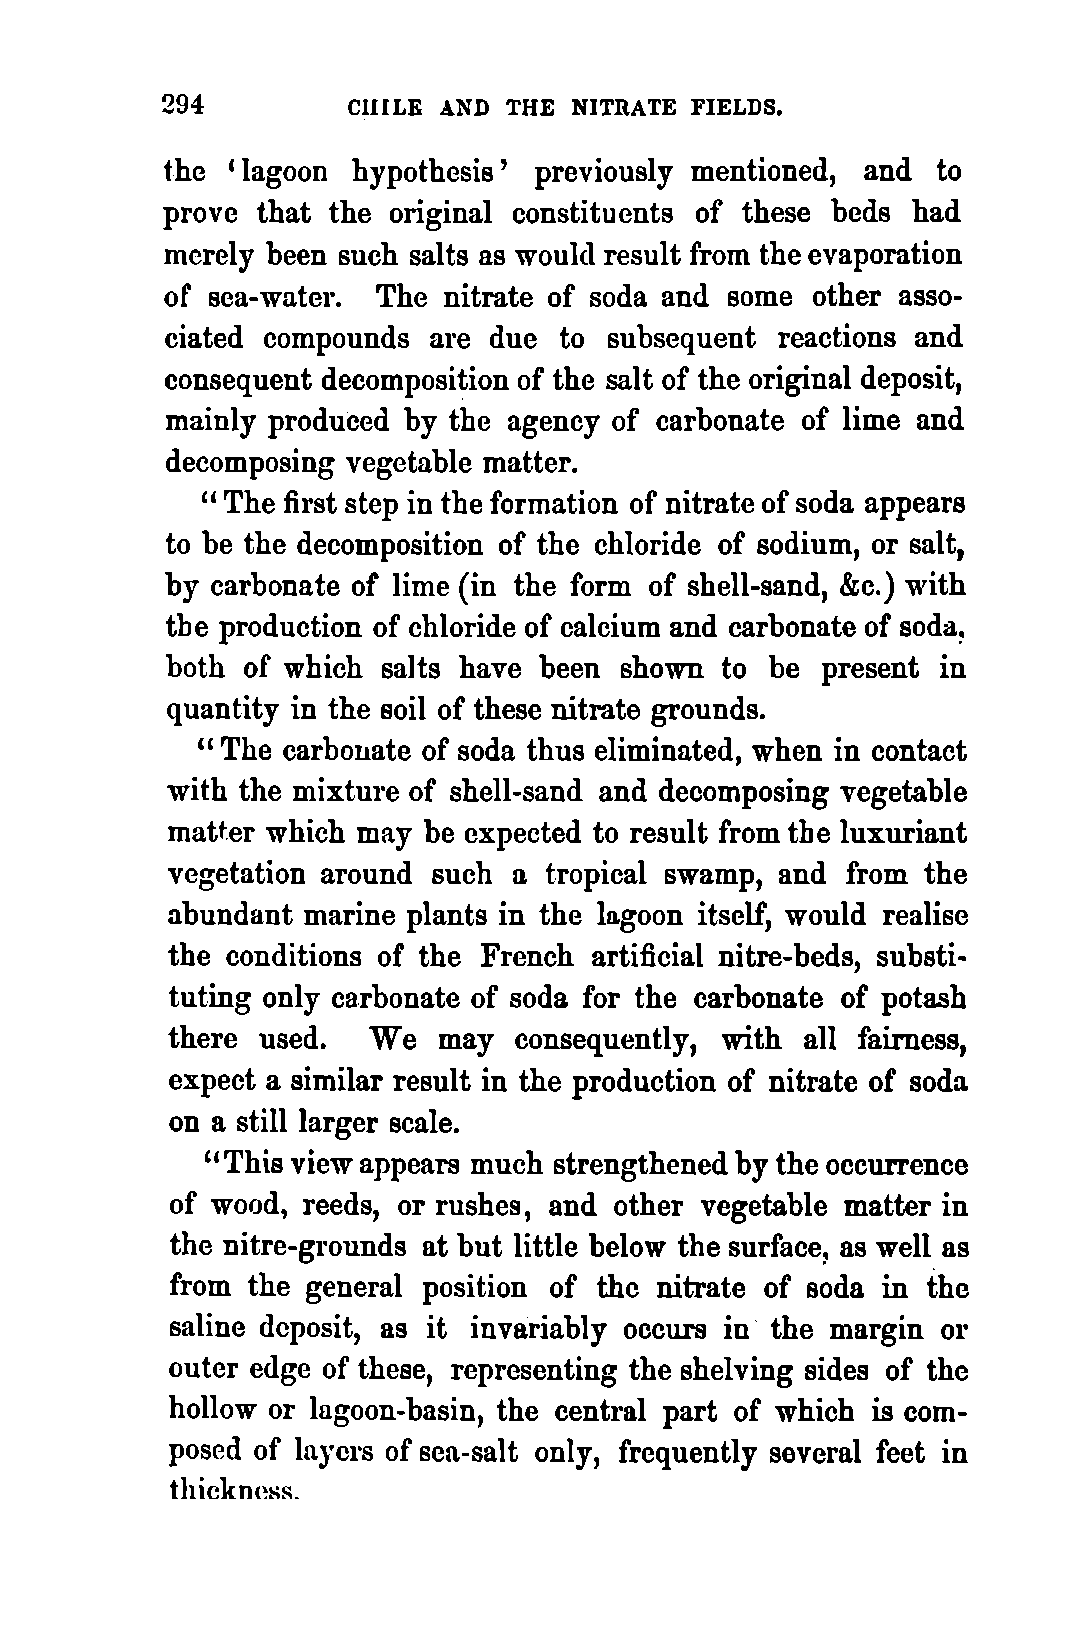 294 CHILE AND THE NITRATE FIELDS.
the ‘lagoon hypothesis’ previously mentioned, and to
prove that the original constituents of these beds had
merely been such salts as would result from the evaporation
of sea-water. The nitrate of soda and some other asso-
ciated compounds are due to subsequent reactions and
consequent decomposition of the salt of the original deposit,
mainly produced by the agency of carbonate of lime and
decomposing vegetable matter.
“The first step in the formation of nitrate of soda appears
to be the decomposition of the chloride of sodium, or salt,
by carbonate of lime (in the form of shell-sand, &c.) with
the production of chloride of calcium and carbonate of soda,
both of which salts have been shown to be present in
quantity in the soil of these nitrate grounds.
“The carbonate of soda thus eliminated, when in contact
with the mixture of shell-sand and decomposing vegetable
matter which may be expected to result from the luxuriant
vegetation around such a tropical swamp, and from the
abundant marine plants in the lagoon itself, would realise
the conditions of the French artificial nitre-beds, substi-
tuting only carbonate of soda for the carbonate of potash
there used. We may consequently, with all fairness,
expect a similar result in the production of nitrate of soda
on a still larger scale.
“This view appears much strengthened by the occurrence
of wood, reeds, or rushes, and other vegetable matter in
the nitre-grounds at but little below the surface, as well as
from the general position of the nitrate of soda in the
saline deposit, as it invariably occurs in the margin or
outer edge of these, representing the shelving sides of the
hollow or lagoon-basin, the central part of which is com-
posed of layers of sea-salt only, frequently several feet in
thickness.